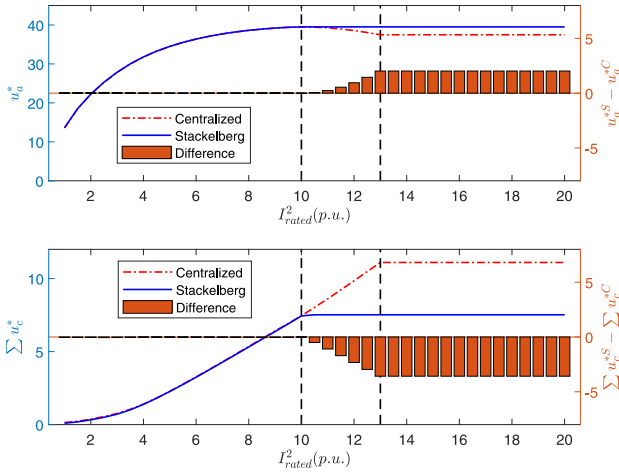 40
30
20
10
0
u_a^*
5
0
-5
u_a^{*S} − u_a^{*C}
Centralized
Stackelberg
Difference
2 4 6 8 10 12 14 16 18 20
I_{rated}^2(p.u.)
10
5
0
∑ u_c^*
5
0
-5
∑ u_c^{*S} − ∑ u_c^{*C}
Centralized
Stackelberg
Difference
2 4 6 8 10 12 14 16 18 20
I_{rated}^2(p.u.)